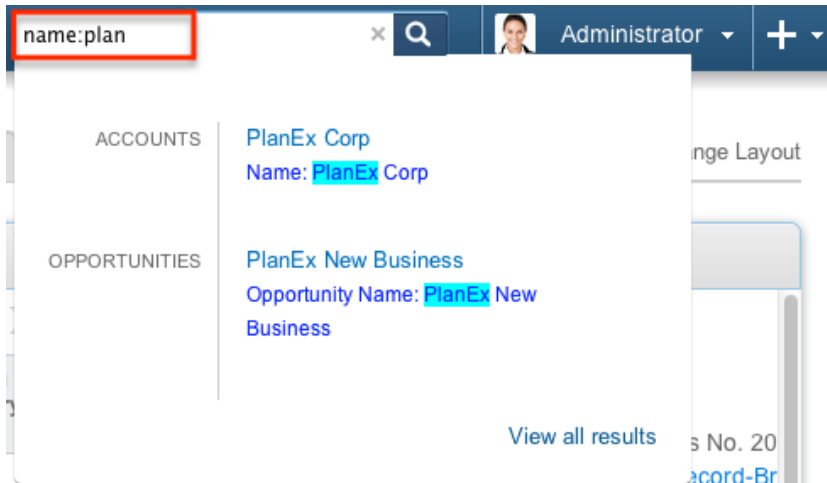 name:plan × Administrator
ACCOUNTS PlanEx Corp
Name: PlanEx Corp
nge Layout
OPPORTUNITIES PlanEx New Business
Opportunity Name: PlanEx New
Business
View all results
s No. 20
ecord-Br